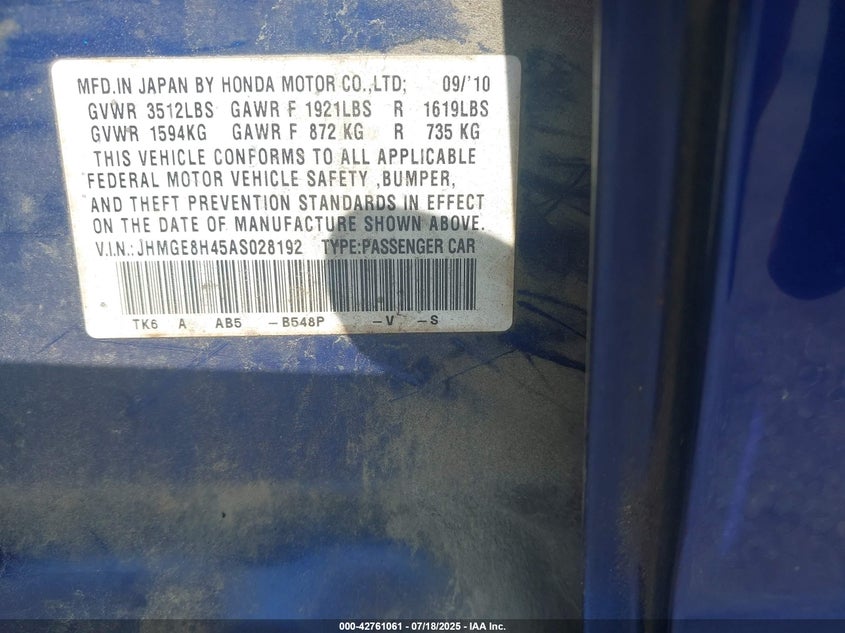 MFD.IN JAPAN BY HONDA MOTOR CO.,LTD; 09/'10
GVWR 3512LBS GAWR F 1921LBS R 1619LBS
GVWR 1594KG GAWR F 872 KG R 735 KG
THIS VEHICLE CONFORMS TO ALL APPLICABLE
FEDERAL MOTOR VEHICLE SAFETY ,BUMPER,
AND THEFT PREVENTION STANDARDS IN EFFECT
ON THE DATE OF MANUFACTURE SHOWN ABOVE.
V.I.N.: JHMGE8H45AS028192 TYPE:PASSENGER CAR
TK6 A AB5 -B548P -V -S
000-42761061 - 07/18/2025 - IAA Inc.